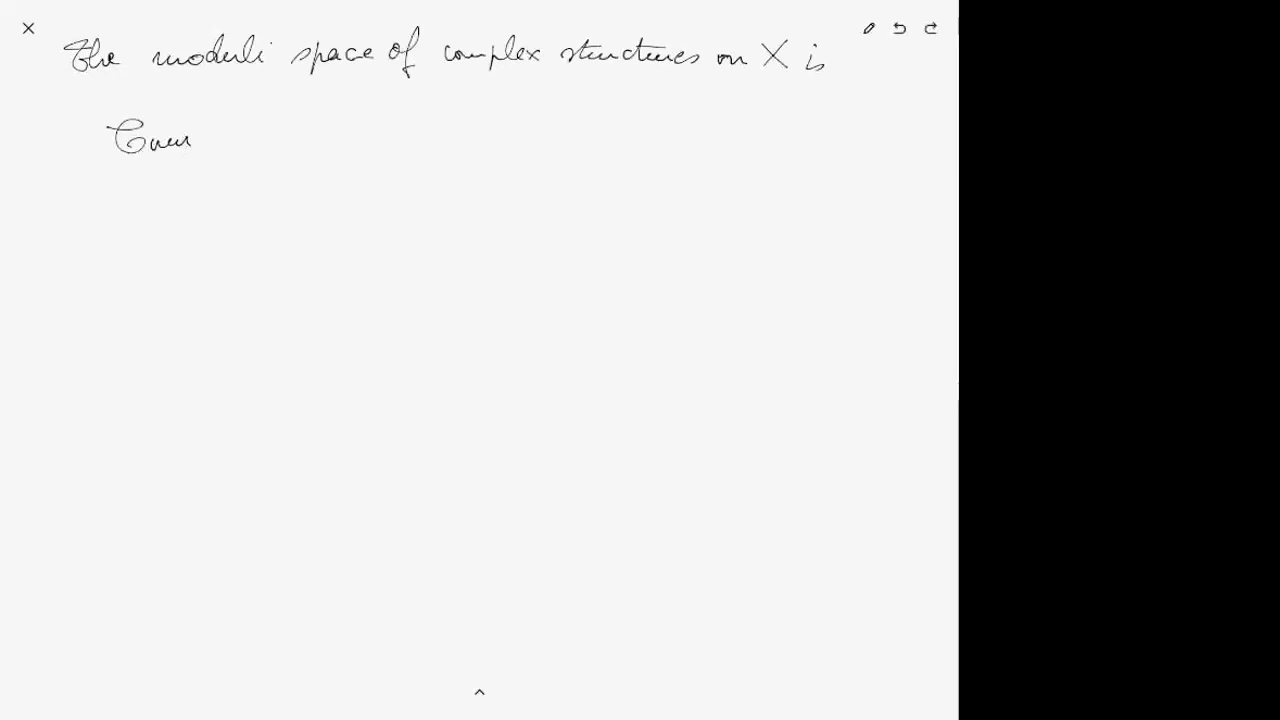 The moduli space of complex structures on X is